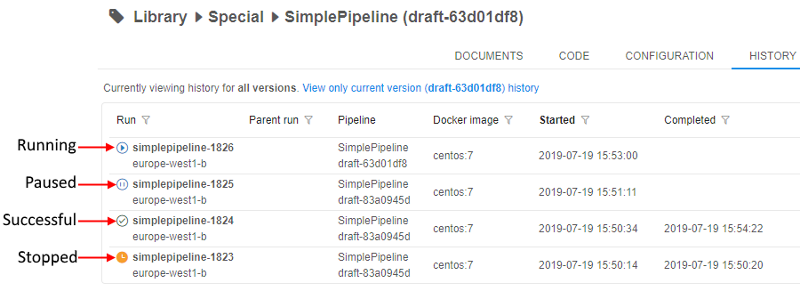 Library ▸ Special ▸ SimplePipeline (draft-63d01df8)
DOCUMENTS CODE CONFIGURATION HISTORY
Currently viewing history for all versions. View only current version (draft-63d01df8) history
Run Parent run Pipeline Docker image Started Completed
Running simplepipeline-1826 SimplePipeline centos:7 2019-07-19 15:53:00
europe-west1-b draft-63d01df8
Paused simplepipeline-1825 SimplePipeline centos:7 2019-07-19 15:51:11
europe-west1-b draft-83a0945d
Successful simplepipeline-1824 SimplePipeline centos:7 2019-07-19 15:50:34 2019-07-19 15:54:22
europe-west1-b draft-83a0945d
Stopped simplepipeline-1823 SimplePipeline centos:7 2019-07-19 15:50:14 2019-07-19 15:50:20
europe-west1-b draft-83a0945d